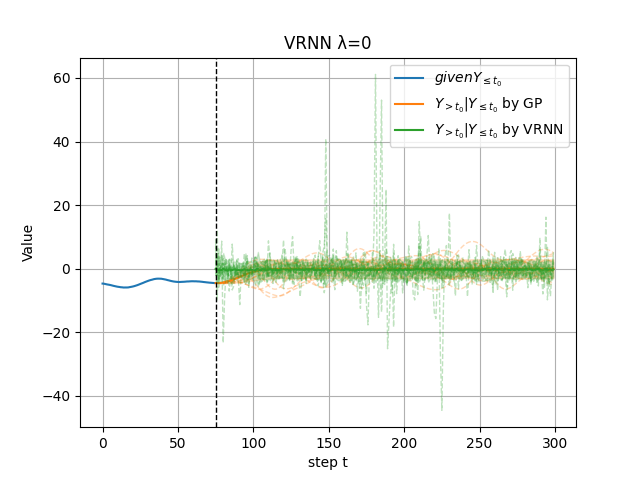 VRNN λ=0
given Y≤t₀
Y>t₀|Y≤t₀ by GP
Y>t₀|Y≤t₀ by VRNN
Value
60
40
20
0
−20
−40
0 50 100 150 200 250 300
step t